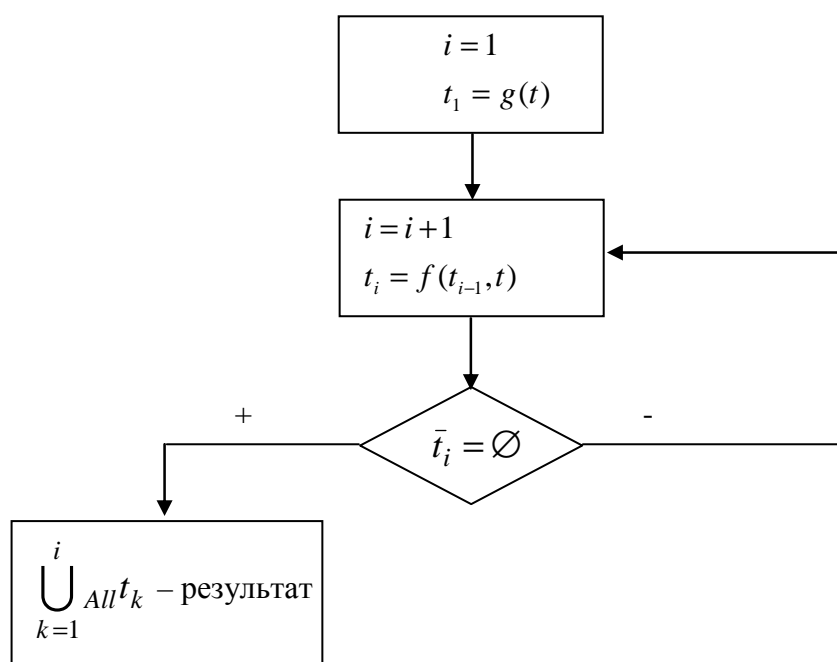 i = 1
t₁ = g(t)
i = i + 1
tᵢ = f(tᵢ₋₁, t)
+
-
t̄ᵢ = ∅
i
⋃ All tₖ – результат
k=1